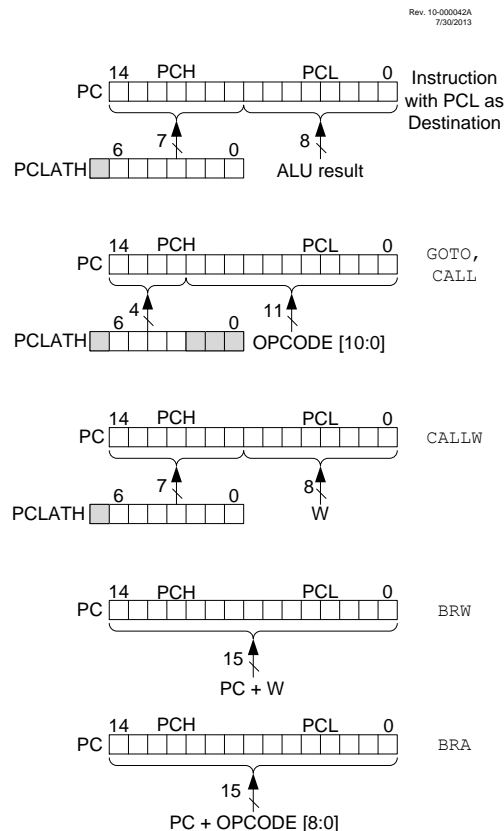 Rev. 10-000042A
7/30/2013
14 PCH PCL 0
PC
Instruction
with PCL as
Destination
7 8
6 0
PCLATH
ALU result
14 PCH PCL 0
PC
GOTO,
CALL
4 11
6 0
PCLATH
OPCODE [10:0]
14 PCH PCL 0
PC
CALLW
7 8
6 0
PCLATH
W
14 PCH PCL 0
PC
BRW
15
PC + W
14 PCH PCL 0
PC
BRA
15
PC + OPCODE [8:0]